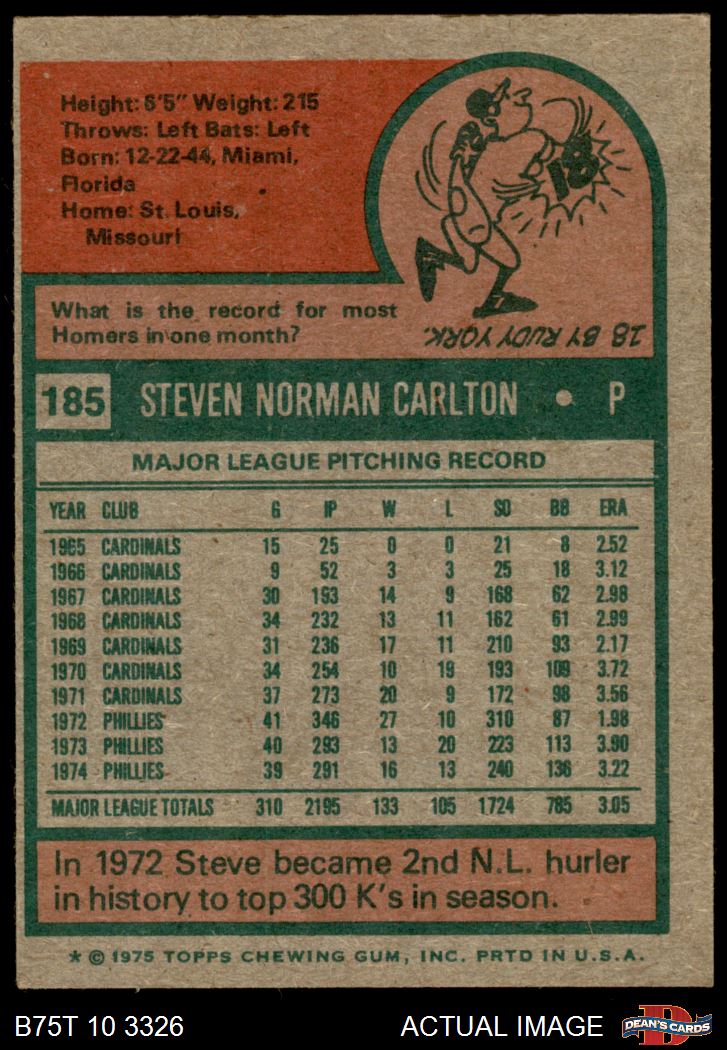 Height: 6'5" Weight: 215
Throws: Left Bats: Left
Born: 12-22-44, Miami,
Florida
Home: St. Louis,
Missouri
18
What is the record for most
Homers in one month?
18 BY RUDY YORK.
185 STEVEN NORMAN CARLTON • P
MAJOR LEAGUE PITCHING RECORD
YEAR CLUB G IP W L SO BB ERA
1965 CARDINALS 15 25 0 0 21 8 2.52
1966 CARDINALS 9 52 3 3 25 18 3.12
1967 CARDINALS 30 193 14 9 168 62 2.98
1968 CARDINALS 34 232 13 11 162 61 2.99
1969 CARDINALS 31 236 17 11 210 93 2.17
1970 CARDINALS 34 254 10 19 193 109 3.72
1971 CARDINALS 37 273 20 9 172 98 3.56
1972 PHILLIES 41 346 27 10 310 87 1.98
1973 PHILLIES 40 293 13 20 223 113 3.90
1974 PHILLIES 39 291 16 13 240 136 3.22
MAJOR LEAGUE TOTALS 310 2195 133 105 1724 785 3.05
In 1972 Steve became 2nd N.L. hurler
in history to top 300 K's in season.
* © 1975 TOPPS CHEWING GUM, INC. PRTD IN U.S.A.
B75T 10 3326 ACTUAL IMAGE D DEAN'S CARDS